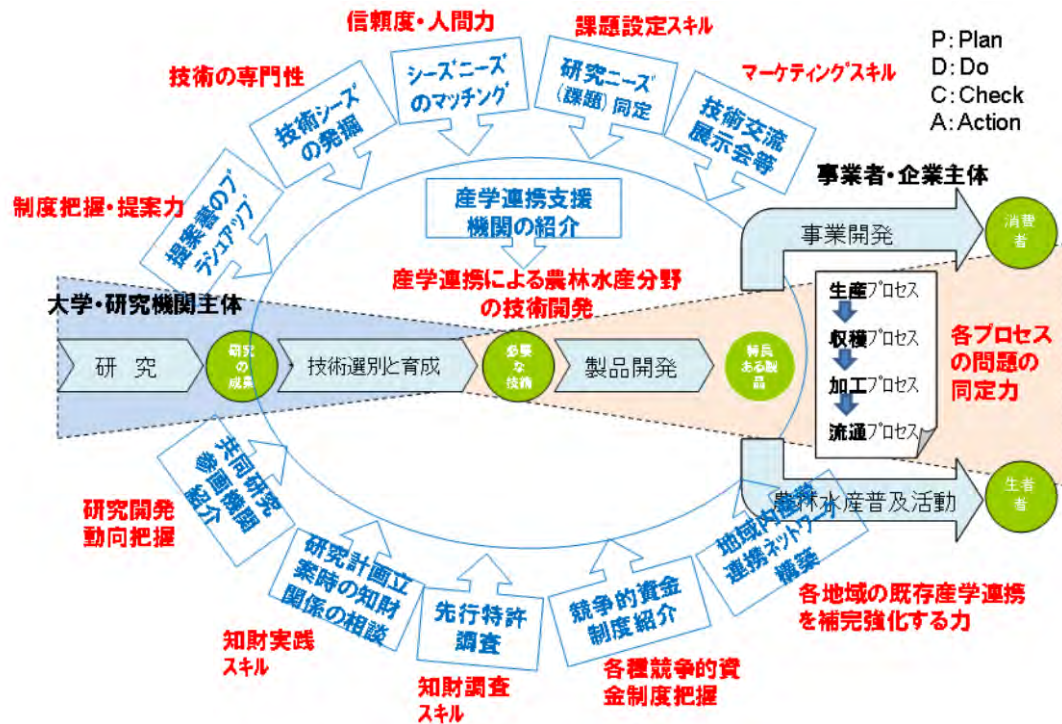 信頼度・人間力
課題設定スキル
P: Plan
D: Do
C: Check
A: Action
技術の専門性
シーズニーズ
のマッチング
研究ニーズ
(課題)同定
マーケティングスキル
技術シーズ
の発掘
技術交流
展示会等
事業者・企業主体
制度把握・提案力
提案書のブ
ラシュアップ
産学連携支援
機関の紹介
事業開発
消費
者
産学連携による農林水産分野
の技術開発
大学・研究機関主体
研 究
研究
の
成果
技術選別と育成
必要
な技
術
製品開発
特長
ある製
品
生産プロセス
収穫プロセス
加工プロセス
流通プロセス
各プロセス
の問題の
同定力
農林水産普及活動
生者
者
共同研究
参画機関
紹介
研究開発
動向把握
研究計画立
案時の知財
関係の相談
先行特許
調査
競争的資金
制度紹介
地域内産学
連携ネットワーク
構築
知財実践
スキル
知財調査
スキル
各種競争的資
金制度把握
各地域の既存産学連携
を補完強化する力